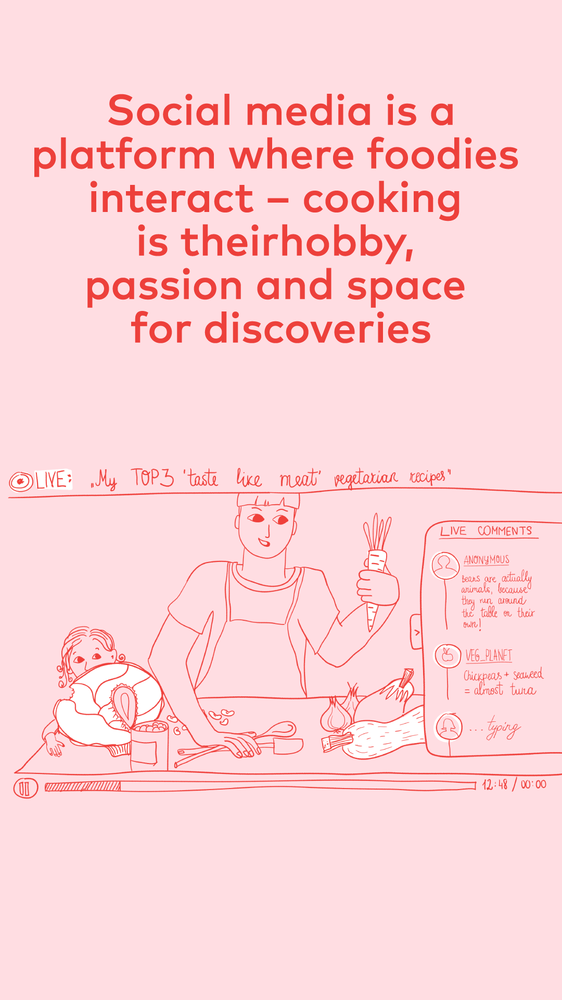 Social media is a
platform where foodies
interact – cooking
is theirhobby,
passion and space
for discoveries
LIVE: „My TOP3 'taste like meat' vegetarian recipes"
LIVE COMMENTS
ANONYMOUS
Beans are actually
animals, because
they run around
the table on their
own!
VEG_PLANET
Chickpeas + seaweed
= almost tuna
...typing
12:48 / 00:00